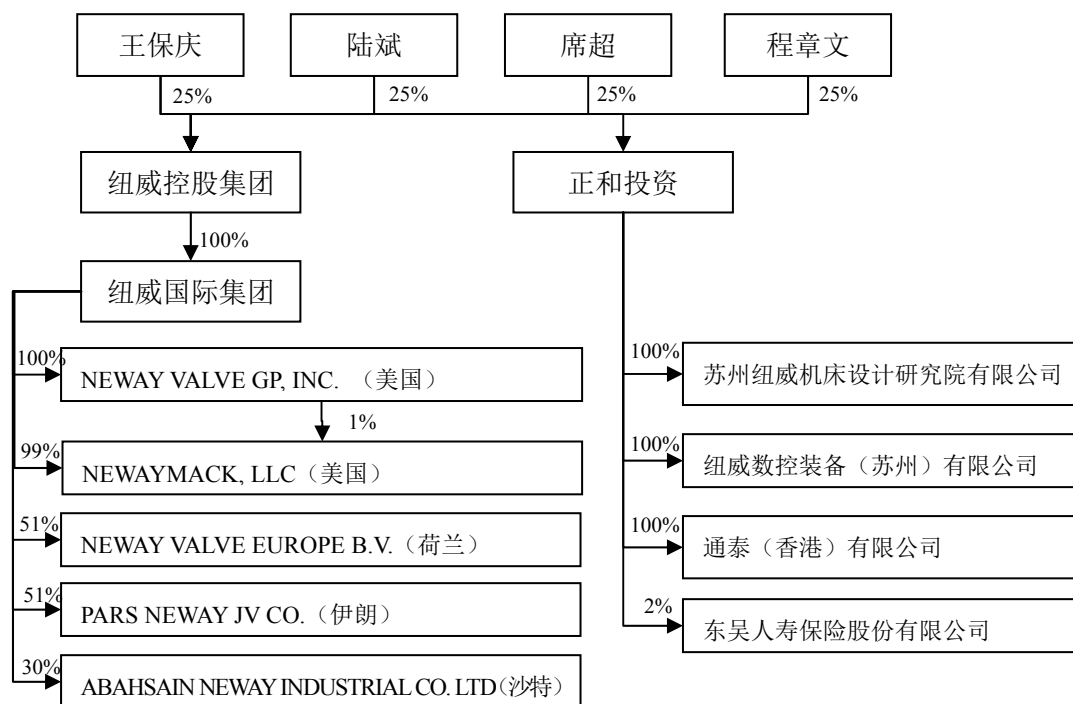 王保庆
陆斌
席超
程章文
25%
25%
25%
25%
纽威控股集团
正和投资
100%
纽威国际集团
100%
NEWAY VALVE GP, INC. （美国）
1%
99%
NEWAYMACK, LLC（美国）
51%
NEWAY VALVE EUROPE B.V.（荷兰）
51%
PARS NEWAY JV CO.（伊朗）
30%
ABAHSAIN NEWAY INDUSTRIAL CO. LTD（沙特）
100%
苏州纽威机床设计研究院有限公司
100%
纽威数控装备（苏州）有限公司
100%
通泰（香港）有限公司
2%
东吴人寿保险股份有限公司